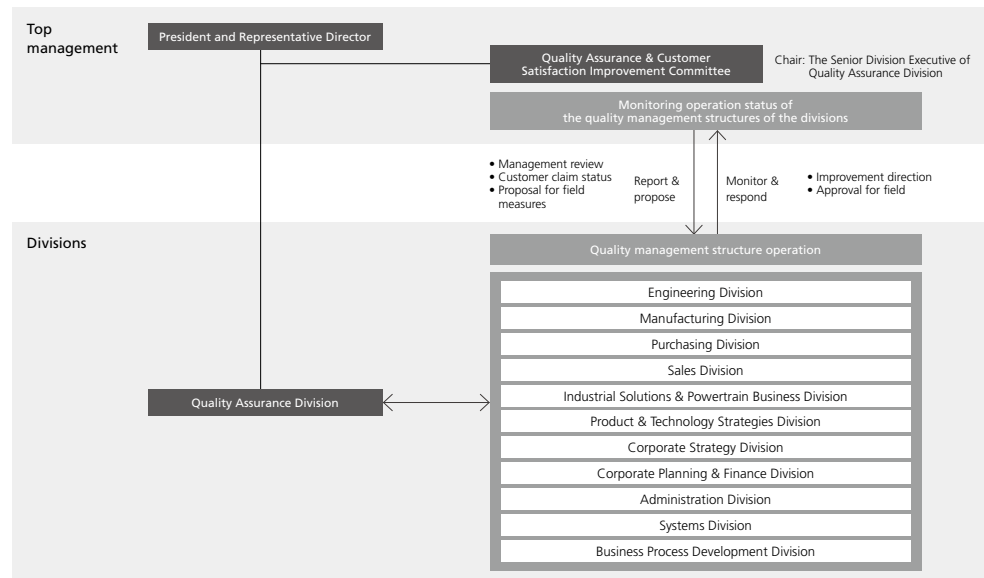 Top
management
President and Representative Director
Quality Assurance & Customer
Satisfaction Improvement Committee
Chair: The Senior Division Executive of
Quality Assurance Division
Monitoring operation status of
the quality management structures of the divisions
• Management review
• Customer claim status
• Proposal for field
measures
Report &
propose
Monitor &
respond
• Improvement direction
• Approval for field
Divisions
Quality management structure operation
Engineering Division
Manufacturing Division
Purchasing Division
Sales Division
Industrial Solutions & Powertrain Business Division
Product & Technology Strategies Division
Corporate Strategy Division
Corporate Planning & Finance Division
Administration Division
Systems Division
Business Process Development Division
Quality Assurance Division